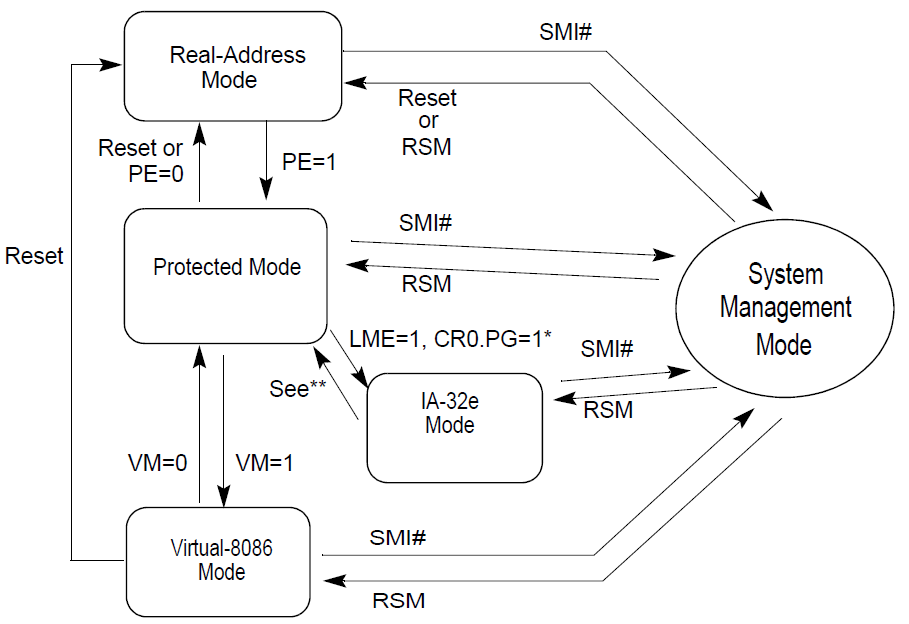 SMI#
Real-Address
Mode
Reset
or
RSM
Reset or
PE=0
PE=1
SMI#
Reset
Protected Mode
RSM
System
Management
Mode
LME=1, CR0.PG=1*
SMI#
See**
IA-32e
Mode
RSM
VM=0
VM=1
SMI#
Virtual-8086
Mode
RSM